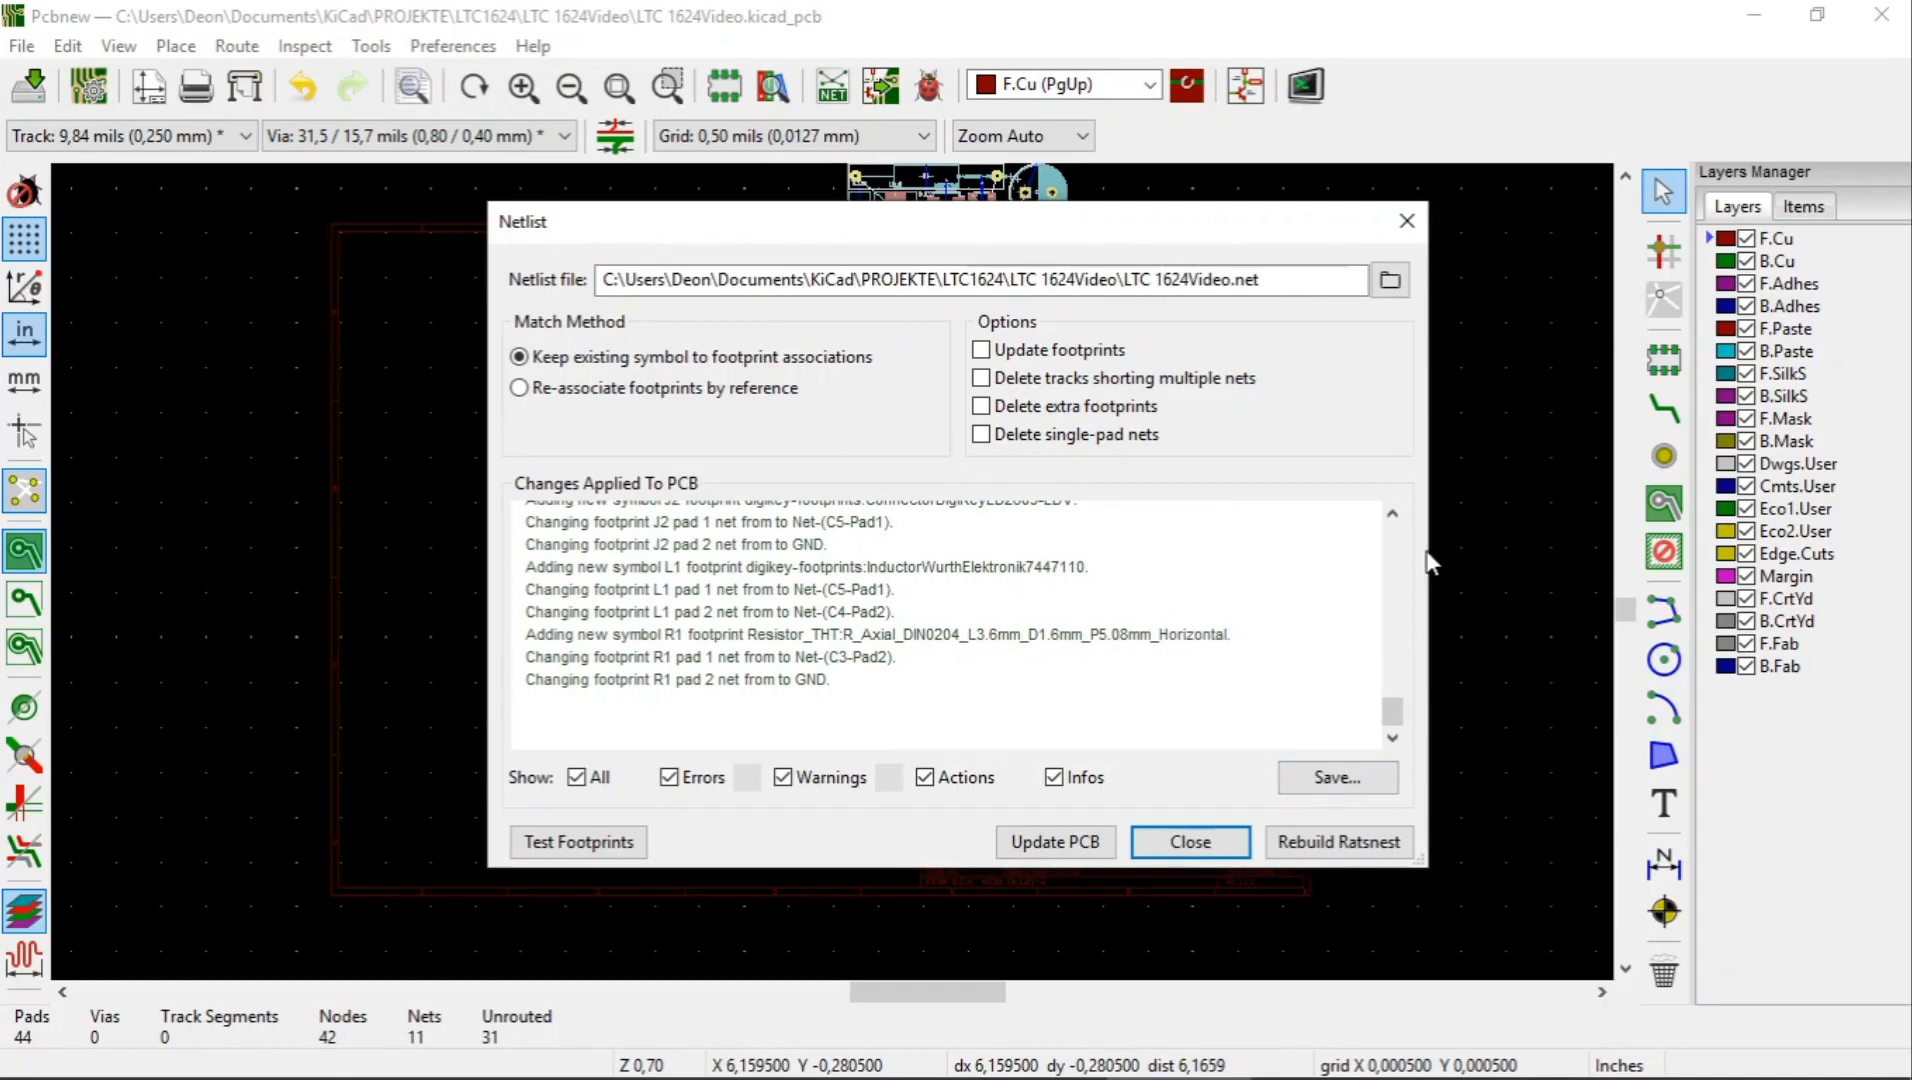 Pcbnew — C:\Users\Deon\Documents\KiCad\PROJEKTE\LTC1624\LTC 1624Video\LTC 1624Video.kicad_pcb
File Edit View Place Route Inspect Tools Preferences Help
NET
F.Cu (PgUp)
Track: 9,84 mils (0,250 mm) *
Via: 31,5 / 15,7 mils (0,80 / 0,40 mm) *
Grid: 0,50 mils (0,0127 mm)
Zoom Auto
in
mm
Netlist
Netlist file: C:\Users\Deon\Documents\KiCad\PROJEKTE\LTC1624\LTC 1624Video\LTC 1624Video.net
Match Method
Keep existing symbol to footprint associations
Re-associate footprints by reference
Options
Update footprints
Delete tracks shorting multiple nets
Delete extra footprints
Delete single-pad nets
Changes Applied To PCB
Adding new symbol J2 footprint
Changing footprint J2 pad 1 net from to Net-(C5-Pad1).
Changing footprint J2 pad 2 net from to GND.
Adding new symbol L1 footprint digikey-footprints:InductorWurthElektronik7447110.
Changing footprint L1 pad 1 net from to Net-(C5-Pad1).
Changing footprint L1 pad 2 net from to Net-(C4-Pad2).
Adding new symbol R1 footprint Resistor_THT:R_Axial_DIN0204_L3.6mm_D1.6mm_P5.08mm_Horizontal.
Changing footprint R1 pad 1 net from to Net-(C3-Pad2).
Changing footprint R1 pad 2 net from to GND.
Show: All Errors Warnings Actions Infos Save...
Test Footprints Update PCB Close Rebuild Ratsnest
Layers Manager
Layers Items
F.Cu
B.Cu
F.Adhes
B.Adhes
F.Paste
B.Paste
F.SilkS
B.SilkS
F.Mask
B.Mask
Dwgs.User
Cmts.User
Eco1.User
Eco2.User
Edge.Cuts
Margin
F.CrtYd
B.CrtYd
F.Fab
B.Fab
T
N
Pads Vias Track Segments Nodes Nets Unrouted
44 0 0 42 11 31
Z 0,70 X 6,159500 Y -0,280500 dx 6,159500 dy -0,280500 dist 6,1659 grid X 0,000500 Y 0,000500 Inches